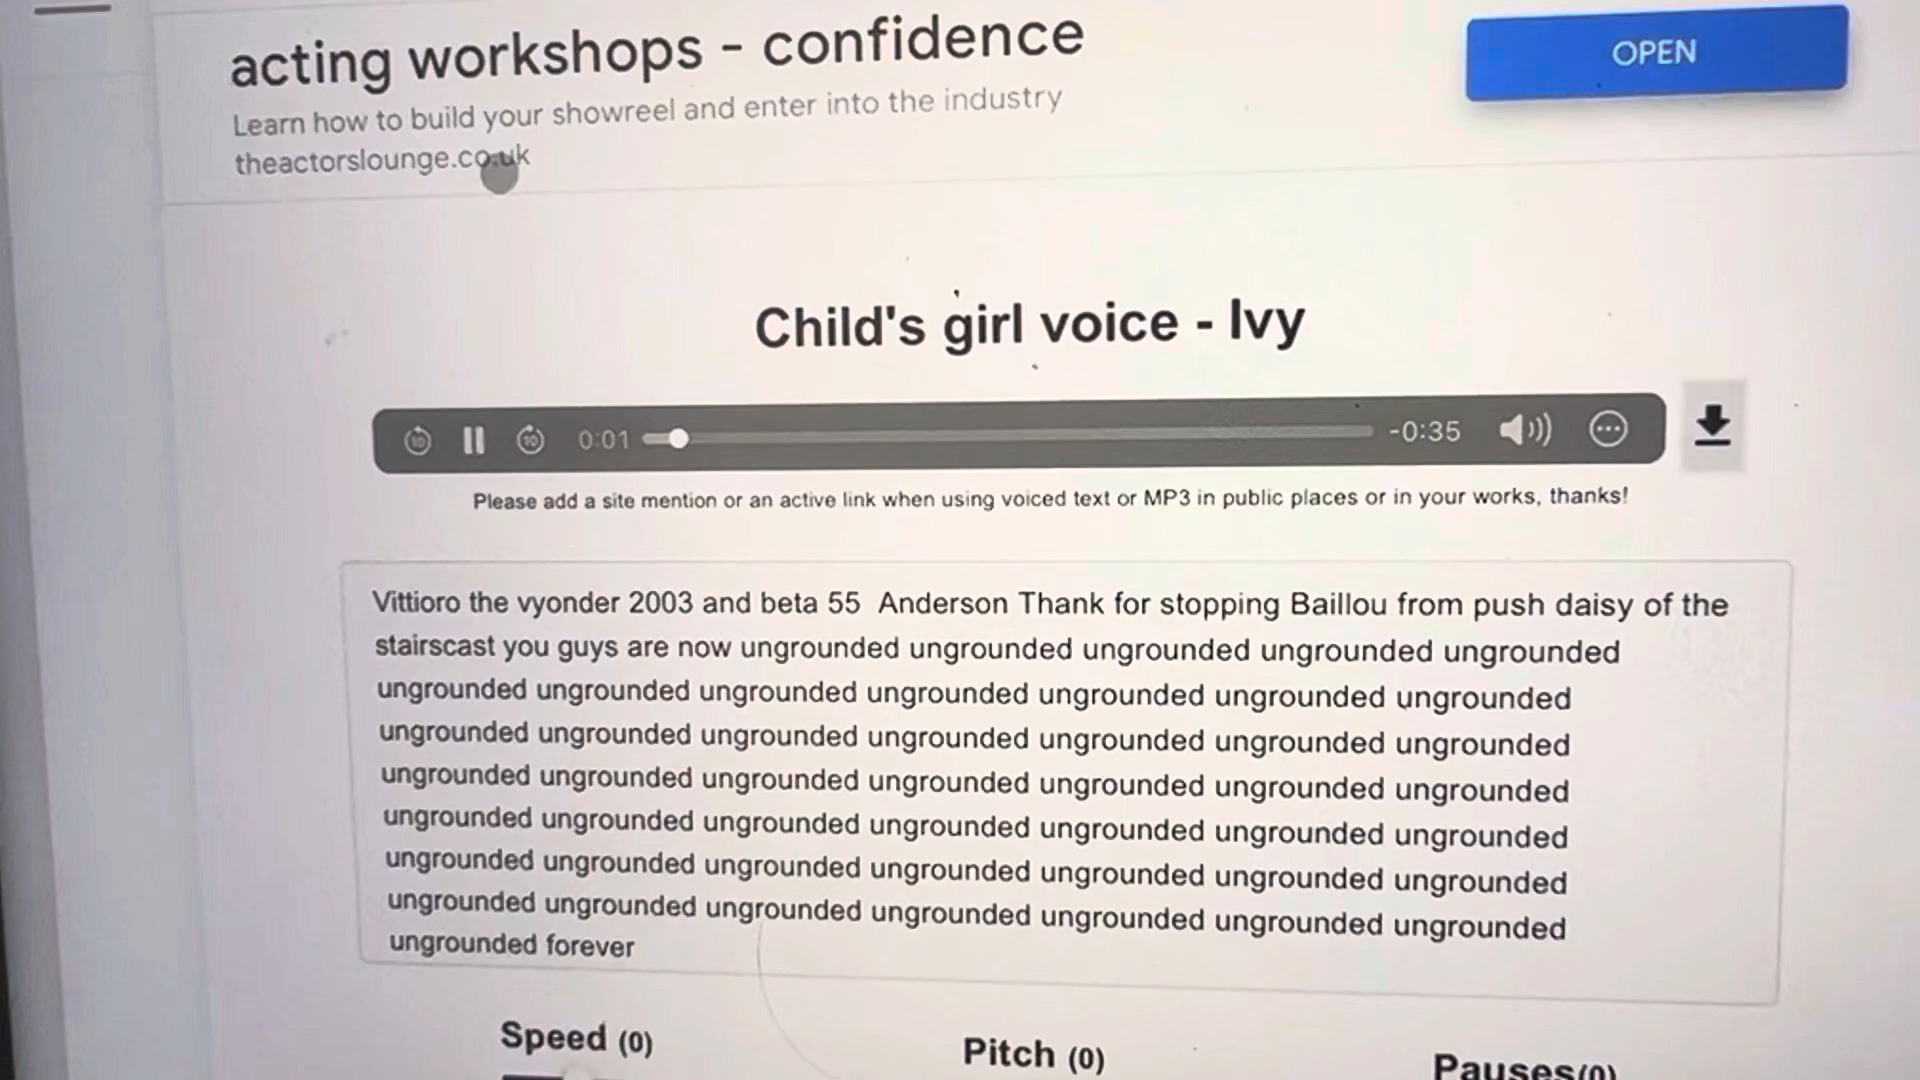 acting workshops - confidence
OPEN
Learn how to build your showreel and enter into the industry
theactorslounge.co.uk
Child's girl voice - Ivy
10 10 0:01 -0:35
Please add a site mention or an active link when using voiced text or MP3 in public places or in your works, thanks!
Vittioro the vyonder 2003 and beta 55 Anderson Thank for stopping Baillou from push daisy of the
stairscast you guys are now ungrounded ungrounded ungrounded ungrounded ungrounded
ungrounded ungrounded ungrounded ungrounded ungrounded ungrounded ungrounded
ungrounded ungrounded ungrounded ungrounded ungrounded ungrounded ungrounded
ungrounded ungrounded ungrounded ungrounded ungrounded ungrounded ungrounded
ungrounded ungrounded ungrounded ungrounded ungrounded ungrounded ungrounded
ungrounded ungrounded ungrounded ungrounded ungrounded ungrounded ungrounded
ungrounded ungrounded ungrounded ungrounded ungrounded ungrounded ungrounded
ungrounded forever
Speed (0) Pitch (0) Pauses(0)